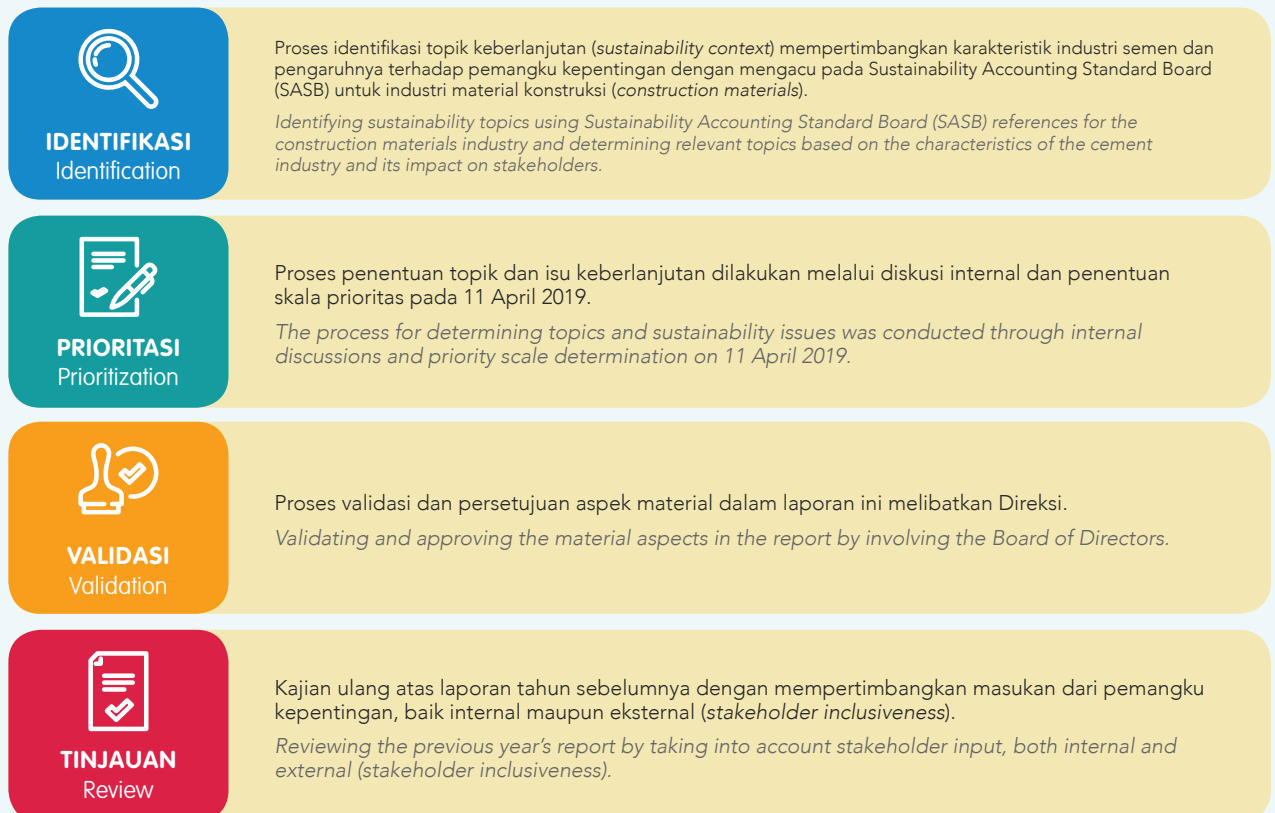 IDENTIFIKASI
Identification
Proses identifikasi topik keberlanjutan (sustainability context) mempertimbangkan karakteristik industri semen dan
pengaruhnya terhadap pemangku kepentingan dengan mengacu pada Sustainability Accounting Standard Board
(SASB) untuk industri material konstruksi (construction materials).
Identifying sustainability topics using Sustainability Accounting Standard Board (SASB) references for the
construction materials industry and determining relevant topics based on the characteristics of the cement
industry and its impact on stakeholders.
PRIORITASI
Prioritization
Proses penentuan topik dan isu keberlanjutan dilakukan melalui diskusi internal dan penentuan
skala prioritas pada 11 April 2019.
The process for determining topics and sustainability issues was conducted through internal
discussions and priority scale determination on 11 April 2019.
VALIDASI
Validation
Proses validasi dan persetujuan aspek material dalam laporan ini melibatkan Direksi.
Validating and approving the material aspects in the report by involving the Board of Directors.
TINJAUAN
Review
Kajian ulang atas laporan tahun sebelumnya dengan mempertimbangkan masukan dari pemangku
kepentingan, baik internal maupun eksternal (stakeholder inclusiveness).
Reviewing the previous year's report by taking into account stakeholder input, both internal and
external (stakeholder inclusiveness).